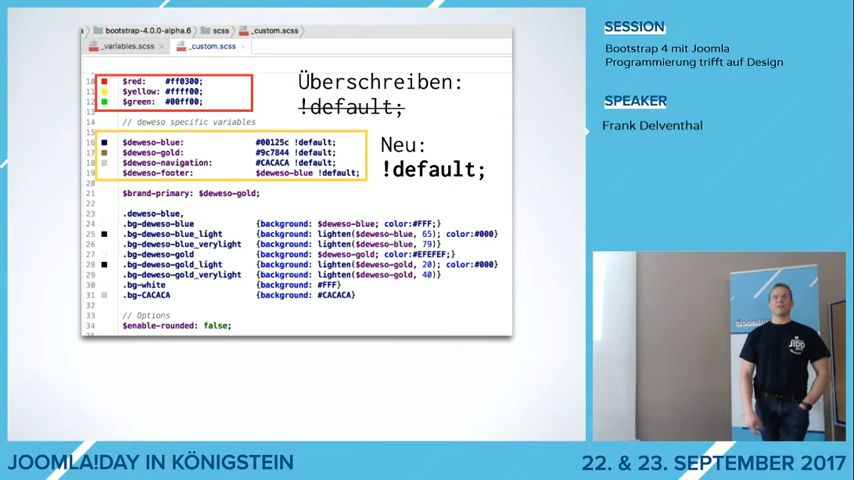 SESSION
Bootstrap 4 mit Joomla
Programmierung trifft auf Design
SPEAKER
Frank Delventhal
bootstrap-4.0.0-alpha.6 scss _custom.scss
_variables.scss _custom.scss
10 $red: #ff0300;
11 $yellow: #ffff00;
12 $green: #00ff00;
13
14 // deweso specific variables
15
16 $deweso-blue: #00125c !default;
17 $deweso-gold: #9c7844 !default;
18 $deweso-navigation: #CACACA !default;
19 $deweso-footer: $deweso-blue !default;
20
21 $brand-primary: $deweso-gold;
22
23 .deweso-blue,
24 .bg-deweso-blue {background: $deweso-blue; color:#FFF;}
25 .bg-deweso-blue_light {background: lighten($deweso-blue, 65); color:#000}
26 .bg-deweso-blue_verylight {background: lighten($deweso-blue, 79)}
27 .bg-deweso-gold {background: $deweso-gold; color:#EFEFEF;}
28 .bg-deweso-gold_light {background: lighten($deweso-gold, 20); color:#000}
29 .bg-deweso-gold_verylight {background: lighten($deweso-gold, 40)}
30 .bg-white {background: #FFF}
31 .bg-CACACA {background: #CACACA}
32
33 // Options
34 $enable-rounded: false;
Überschreiben:
!default;
Neu:
!default;
JOOMLA!DAY IN KÖNIGSTEIN
22. & 23. SEPTEMBER 2017